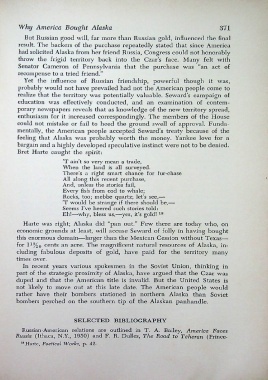 Why America Bought Alaska 371
But Russian good will, far more than Russian gold, influenced the final
result. The backers of the purchase repeatedly stated that since America
had solicited Alaska from her friend Russia, Congress could not honorably
throw the frigid territory back into the Czar's face. Many felt with
Senator Cameron of Pennsylvania that the purchase was "an act of
recompense to a tried friend."
Yet the influence of Russian friendship, powerful though it was,
probably would not have prevailed had not the American people come to
realize that the territory was potentially valuable. Seward's campaign of
education was effectively conducted, and an examination of contem-
porary newspapers reveals that as knowledge of the new territory spread,
enthusiasm for it increased correspondingly. The members of the House
could not mistake or fail to heed the ground swell of approval. Funda-
mentally, the American people accepted Seward's treaty because of the
feeling that Alaska was probably worth the money. Yankee love for a
bargain and a highly developed speculative instinct were not to be denied.
Bret Harte caught the spirit:
'T ain't so very mean a trade,
When the land is all surveyed.
There's a right smart chance for fur-chase
All along this recent purchase,
And, unless the stories fail,
Every fish from cod to whale;
Rocks, too; mebbe quartz; let's see,—
'T would be strange if there should be,—
Seems I've heerd such stories told;
Eh!—why, bless us,—yes, it's gold!
Harte was right, Alaska did "pan out." Few there are today who, on
economic grounds at least, will accuse Seward of folly in having bought
this enormous domain—larger than the Mexican Cession without Texas—
for cents an acre. The magnificent natural resources of Alaska, in-
cluding fabulous deposits of gold, have paid for the territory many
times over.
In recent years various spokesmen in the Soviet Union, thinking in
part of the strategic proximity of Alaska, have argued that the Czar was
duped and that the American title is invalid. But the United States is
not likely to move out at this late date. The American people would
rather have their bombers stationed in northern Alaska than Soviet
bombers perched on the southern tip of the Alaskan panhandle.
SELECTED BIBLIOGRAPHY
Russian-American relations are outlined in T. A. Bailey, America Faces
Russia (Ithaca, N.Y., 1950) and F. R. Dulles, The Road to Teheran (Prince-
Harte, Poetical Works, p. 42.